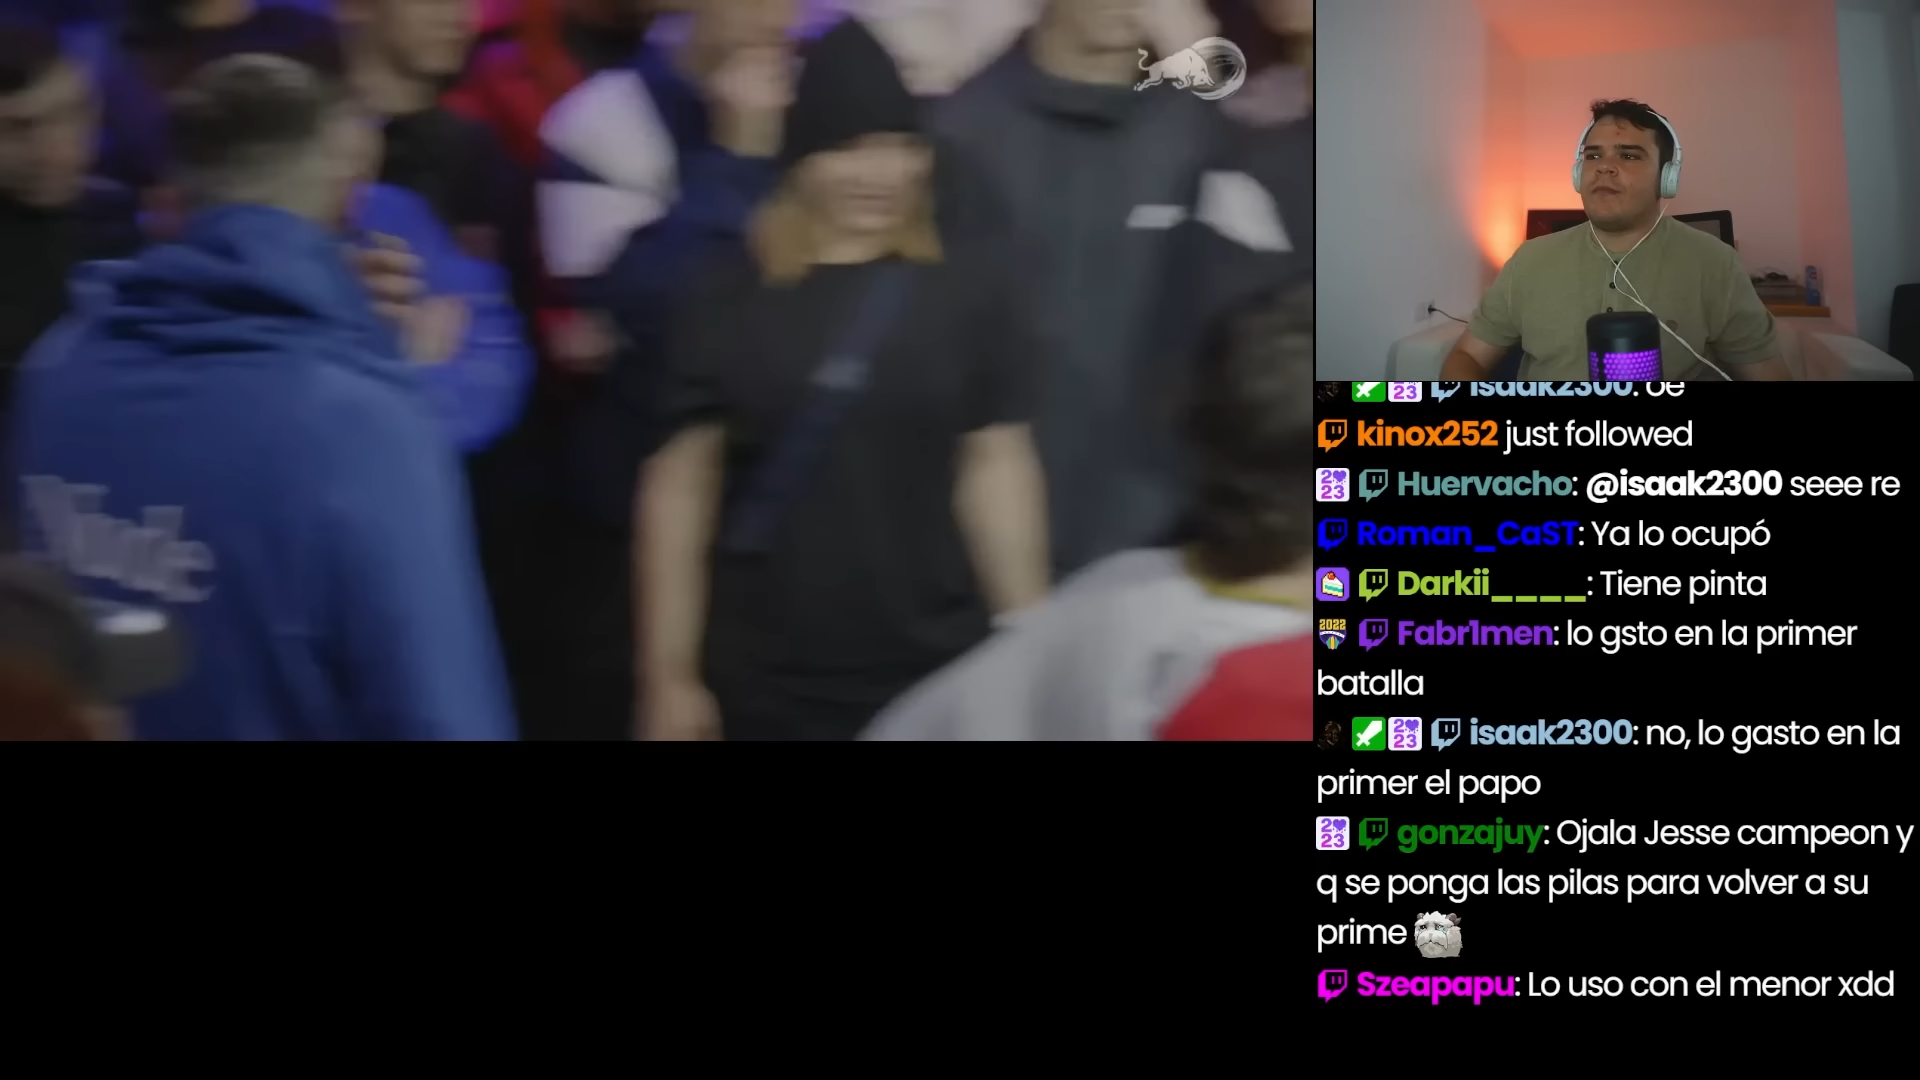 isaak2300: oe
kinox252 just followed
Huervacho: @isaak2300 seee re
Roman_CaST: Ya lo ocupó
Darkii____: Tiene pinta
Fabr1men: lo gsto en la primer
batalla
isaak2300: no, lo gasto en la
primer el papo
gonzajuy: Ojala Jesse campeon y
q se ponga las pilas para volver a su
prime
Szeapapu: Lo uso con el menor xdd